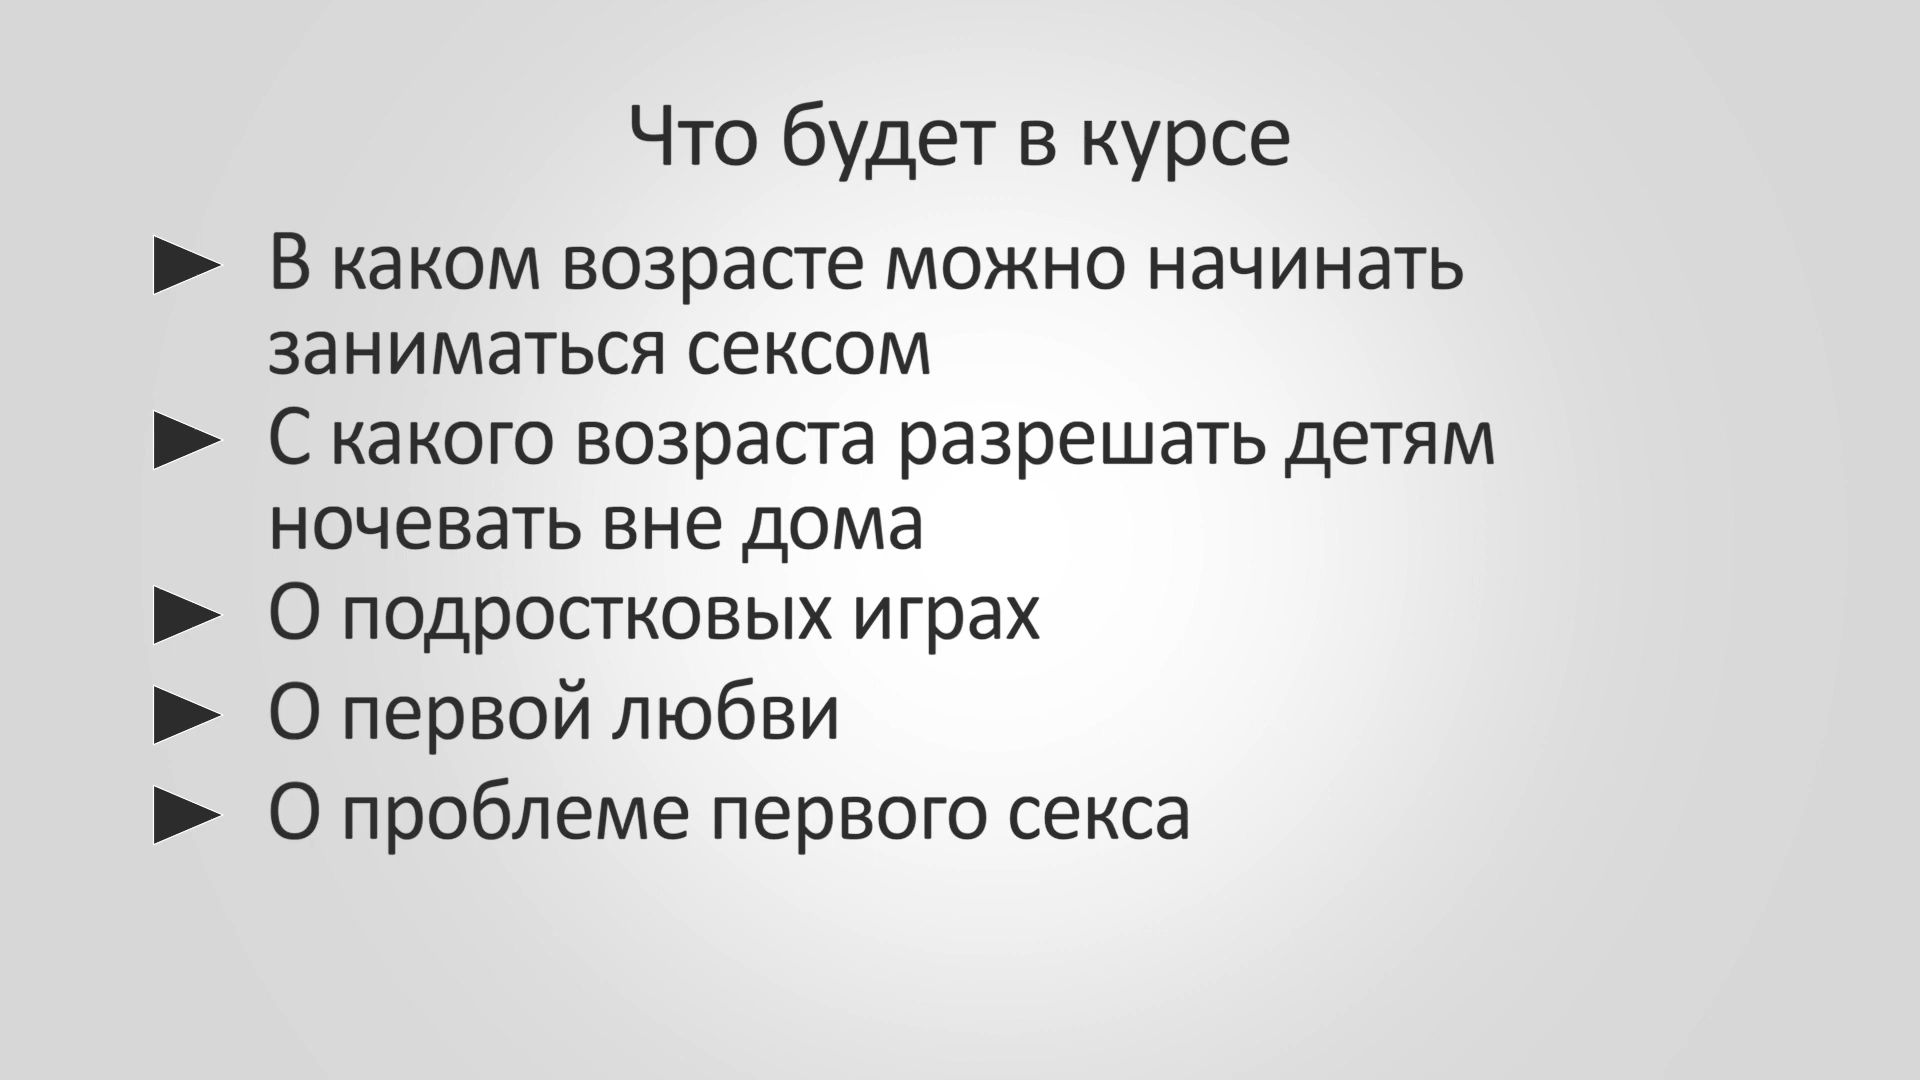 Что будет в курсе
В каком возрасте можно начинать
заниматься сексом
С какого возраста разрешать детям
ночевать вне дома
О подростковых играх
О первой любви
О проблеме первого секса